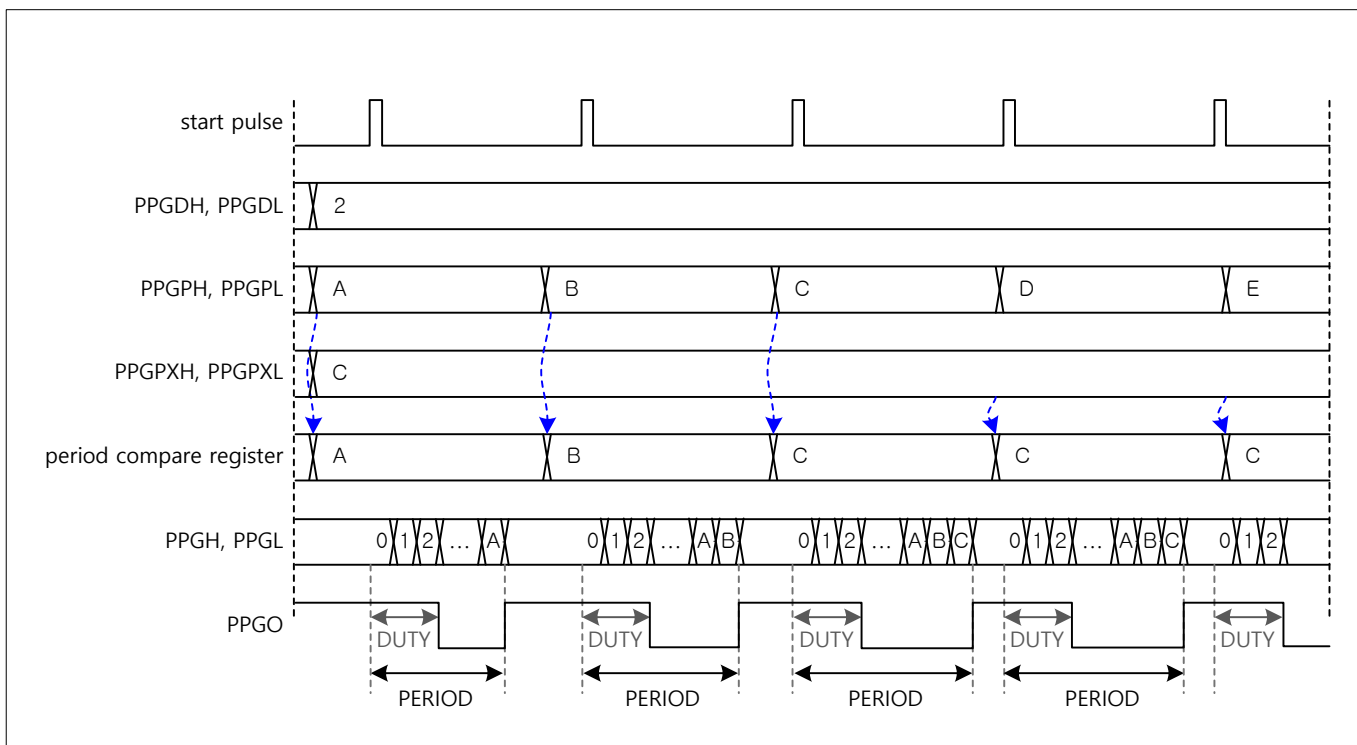 start pulse
PPGDH, PPGDL 2
PPGPH, PPGPL A B C D E
PPGPXH, PPGPXL C
period compare register A B C C C
PPGH, PPGL 0 1 2 ... A 0 1 2 ... A B 0 1 2 ... A B C 0 1 2 ... A B C 0 1 2
PPGO DUTY DUTY DUTY DUTY DUTY
PERIOD PERIOD PERIOD PERIOD